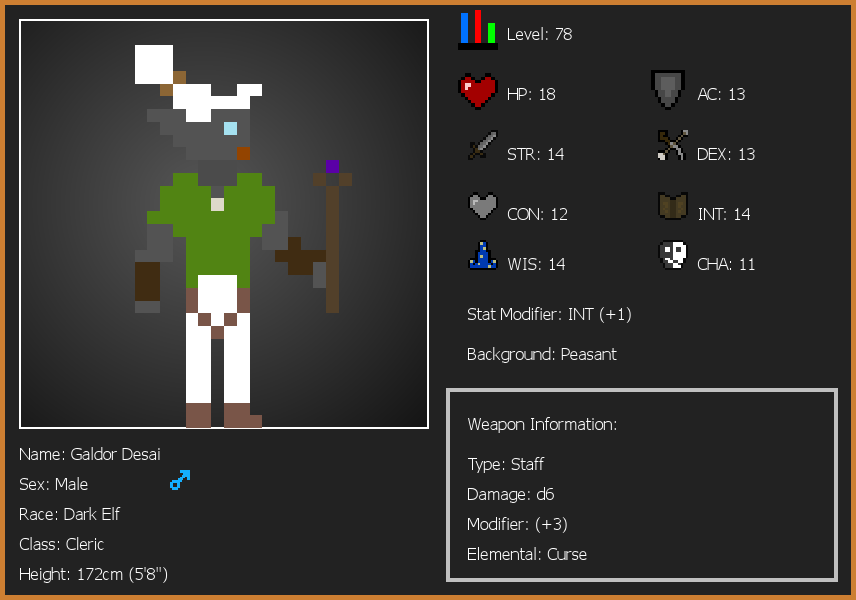 Level: 78
HP: 18
AC: 13
STR: 14
DEX: 13
CON: 12
INT: 14
WIS: 14
CHA: 11
Stat Modifier: INT (+1)
Background: Peasant
Weapon Information:
Type: Staff
Damage: d6
Modifier: (+3)
Elemental: Curse
Name: Galdor Desai
Sex: Male
Race: Dark Elf
Class: Cleric
Height: 172cm (5'8")